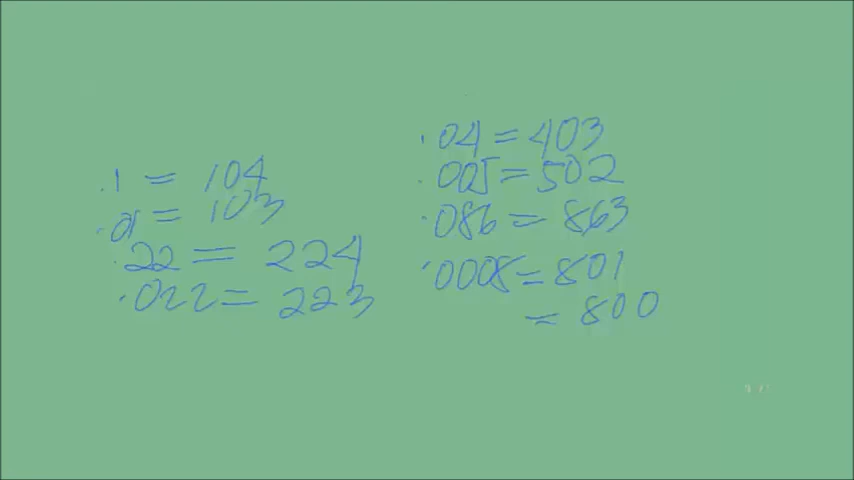 .1 = 104
.01 = 103
.22 = 224
.022 = 223
.04 = 403
.005 = 502
.086 = 863
.0008 = 801
= 800